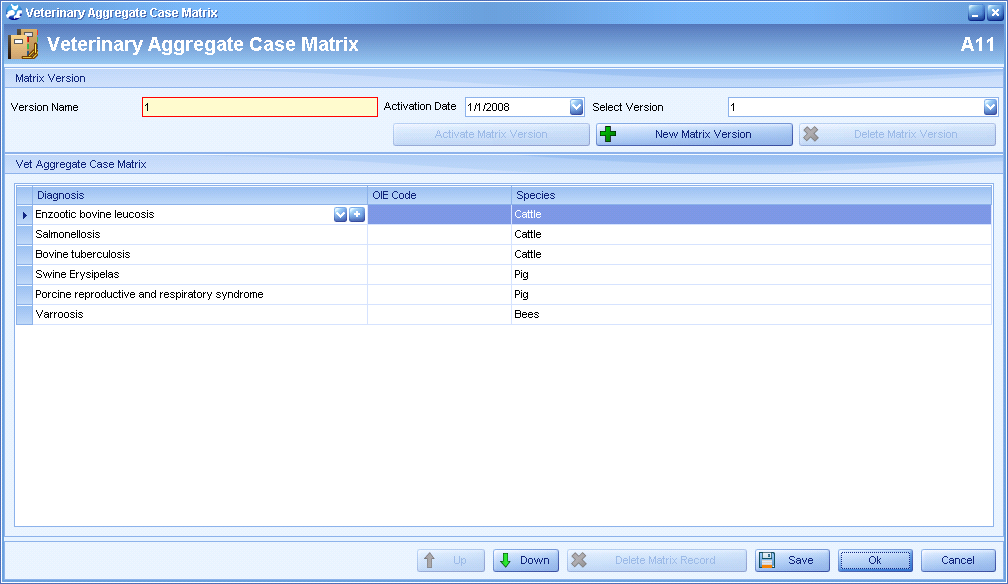 Veterinary Aggregate Case Matrix
Veterinary Aggregate Case Matrix A11
Matrix Version
Version Name 1 Activation Date 1/1/2008 Select Version 1
Activate Matrix Version New Matrix Version Delete Matrix Version
Vet Aggregate Case Matrix
Diagnosis OIE Code Species
Enzootic bovine leucosis Cattle
Salmonellosis Cattle
Bovine tuberculosis Cattle
Swine Erysipelas Pig
Porcine reproductive and respiratory syndrome Pig
Varroosis Bees
Up Down Delete Matrix Record Save Ok Cancel